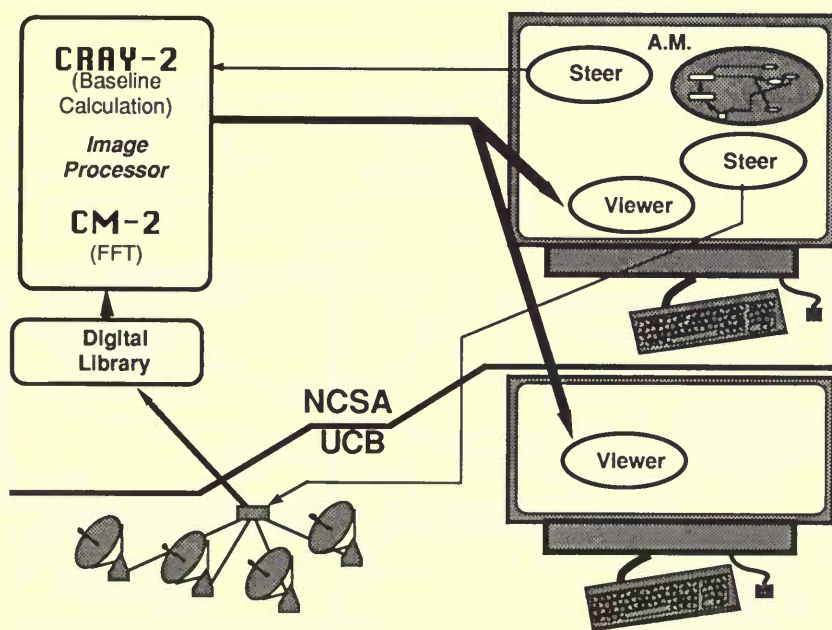 CRAY-2
(Baseline
Calculation)
Image
Processor
CM-2
(FFT)
Digital
Library
A.M.
Steer
Steer
Viewer
NCSA
UCB
Viewer